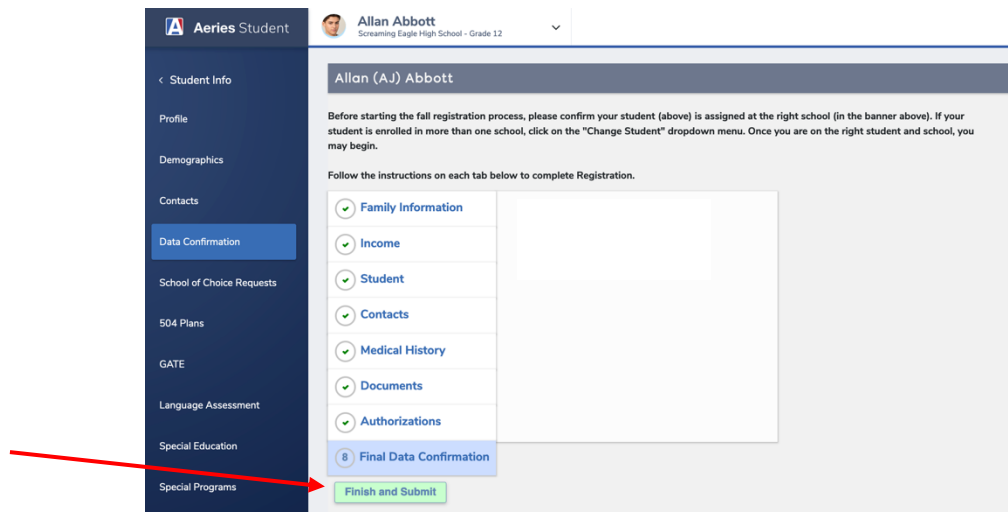 Aeries Student
Allan Abbott
Screaming Eagle High School - Grade 12
< Student Info
Profile
Demographics
Contacts
Data Confirmation
School of Choice Requests
504 Plans
GATE
Language Assessment
Special Education
Special Programs
Allan (AJ) Abbott
Before starting the fall registration process, please confirm your student (above) is assigned at the right school (in the banner above). If your
student is enrolled in more than one school, click on the "Change Student" dropdown menu. Once you are on the right student and school, you
may begin.
Follow the instructions on each tab below to complete Registration.
Family Information
Income
Student
Contacts
Medical History
Documents
Authorizations
8 Final Data Confirmation
Finish and Submit